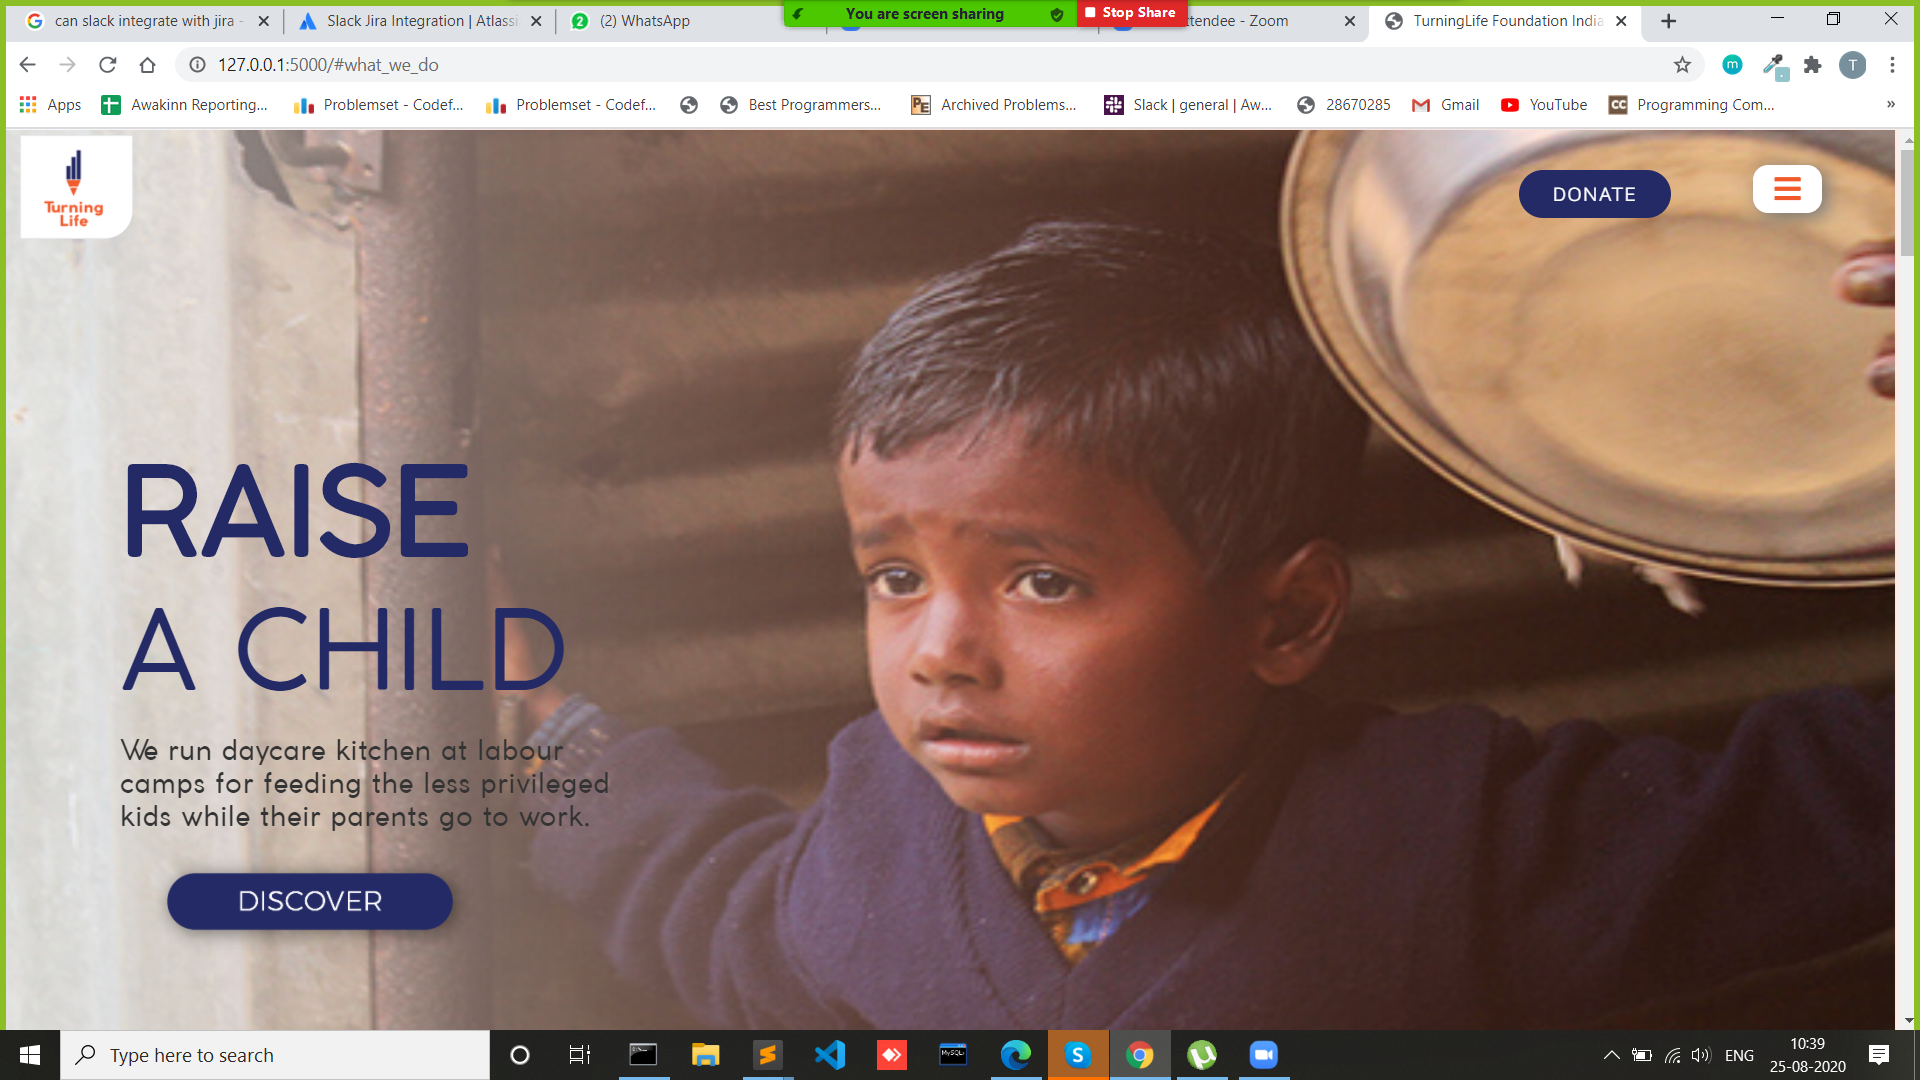 can slack integrate with jira -
Slack Jira Integration | Atlassi
(2) WhatsApp
You are screen sharing
Stop Share
ttendee - Zoom
TurningLife Foundation India
127.0.0.1:5000/#what_we_do
m
T
Apps
Awakinn Reporting...
Problemset - Codef...
Problemset - Codef...
Best Programmers...
Archived Problems...
Slack | general | Aw...
28670285
Gmail
YouTube
Programming Com...
»
Turning
Life
DONATE
RAISE
A CHILD
We run daycare kitchen at labour
camps for feeding the less privileged
kids while their parents go to work.
DISCOVER
Type here to search
ENG
10:39
25-08-2020